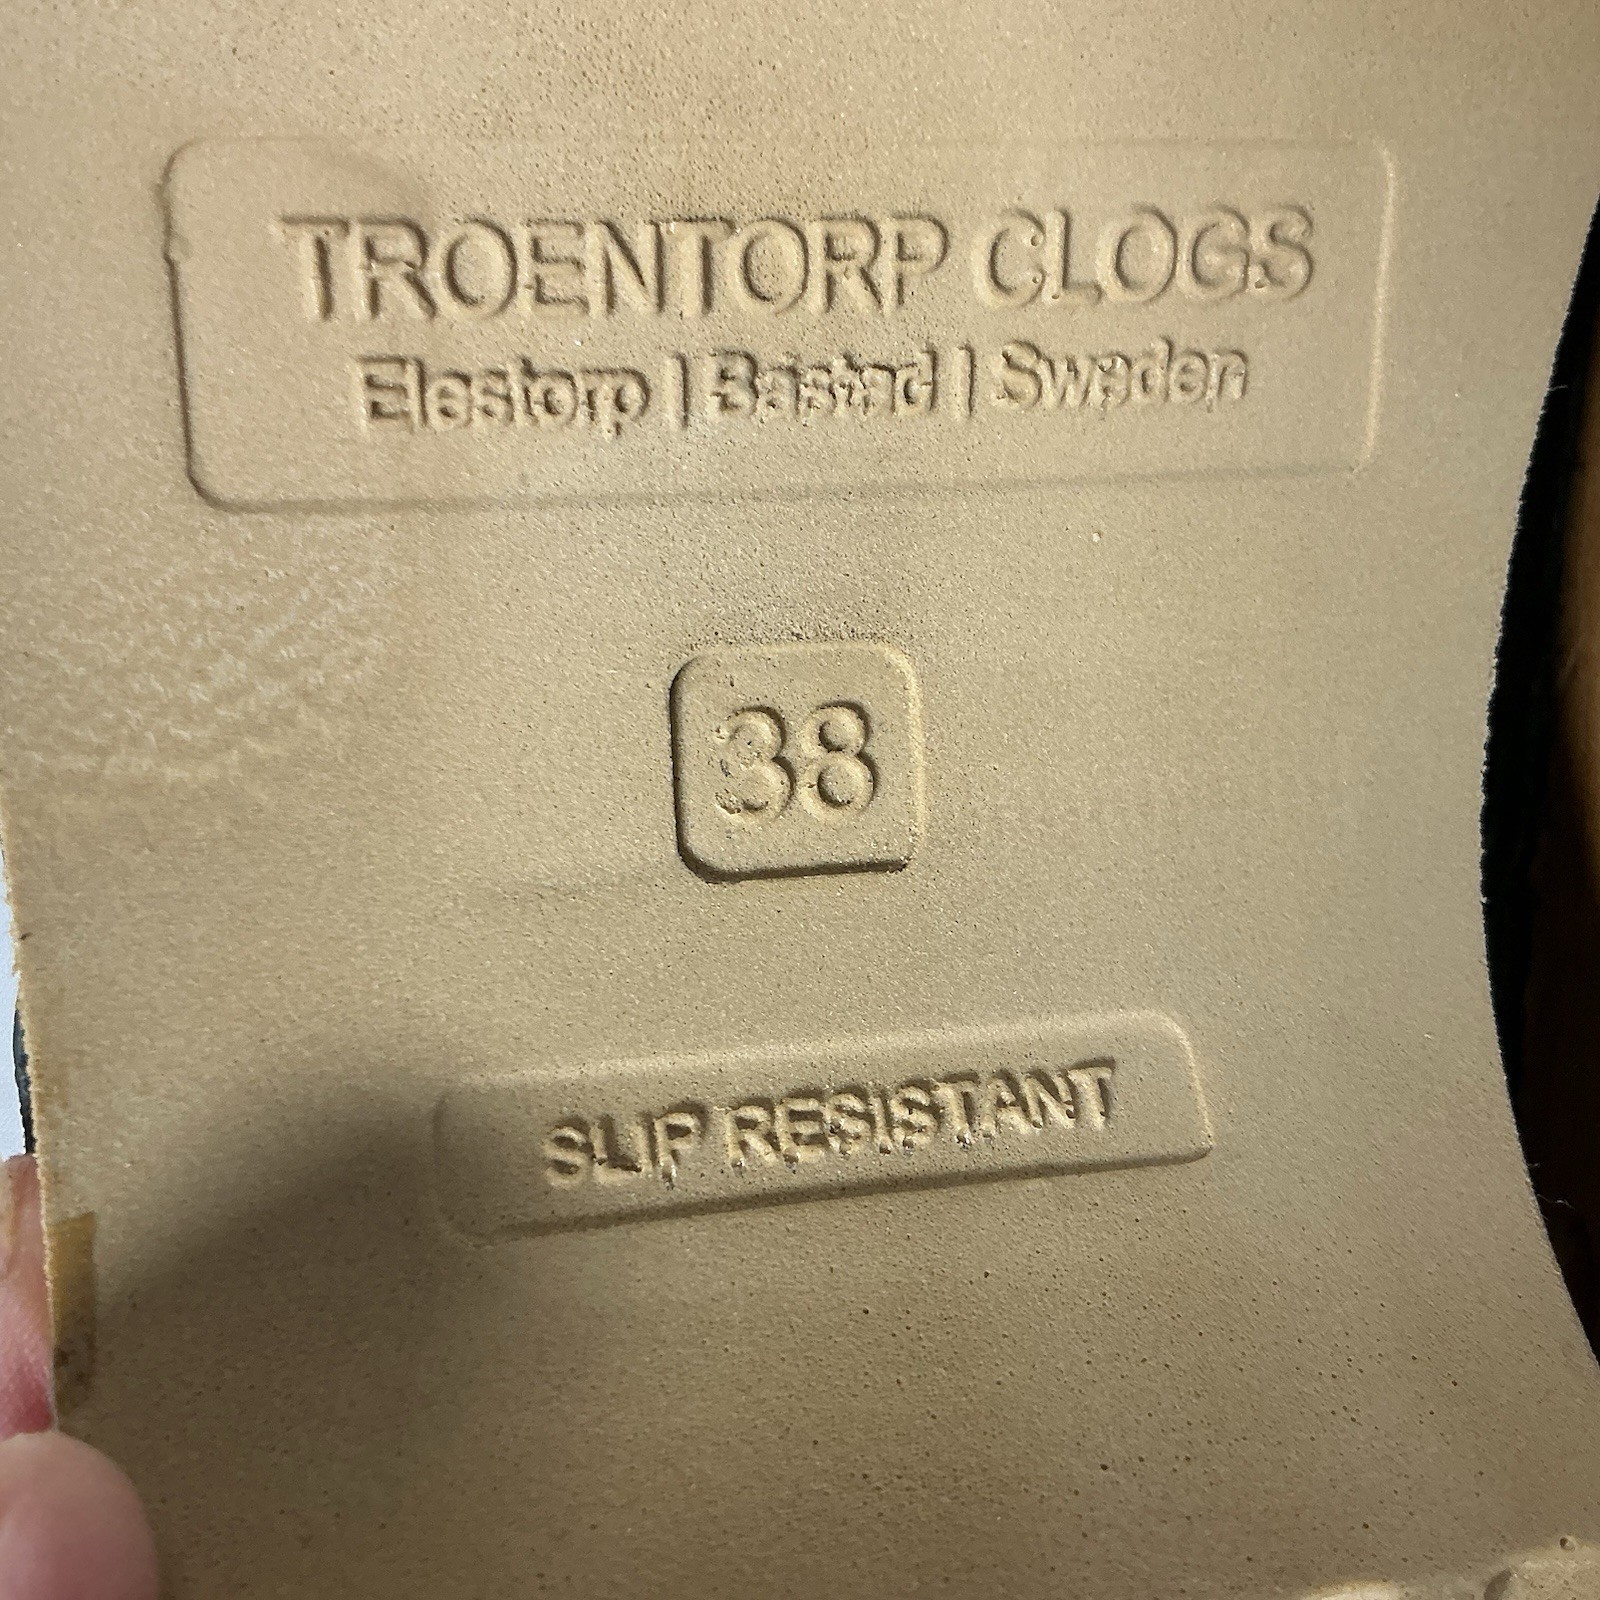 TROENTORP CLOGS
Elestorp | Båstad | Sweden
38
SLIP RESISTANT